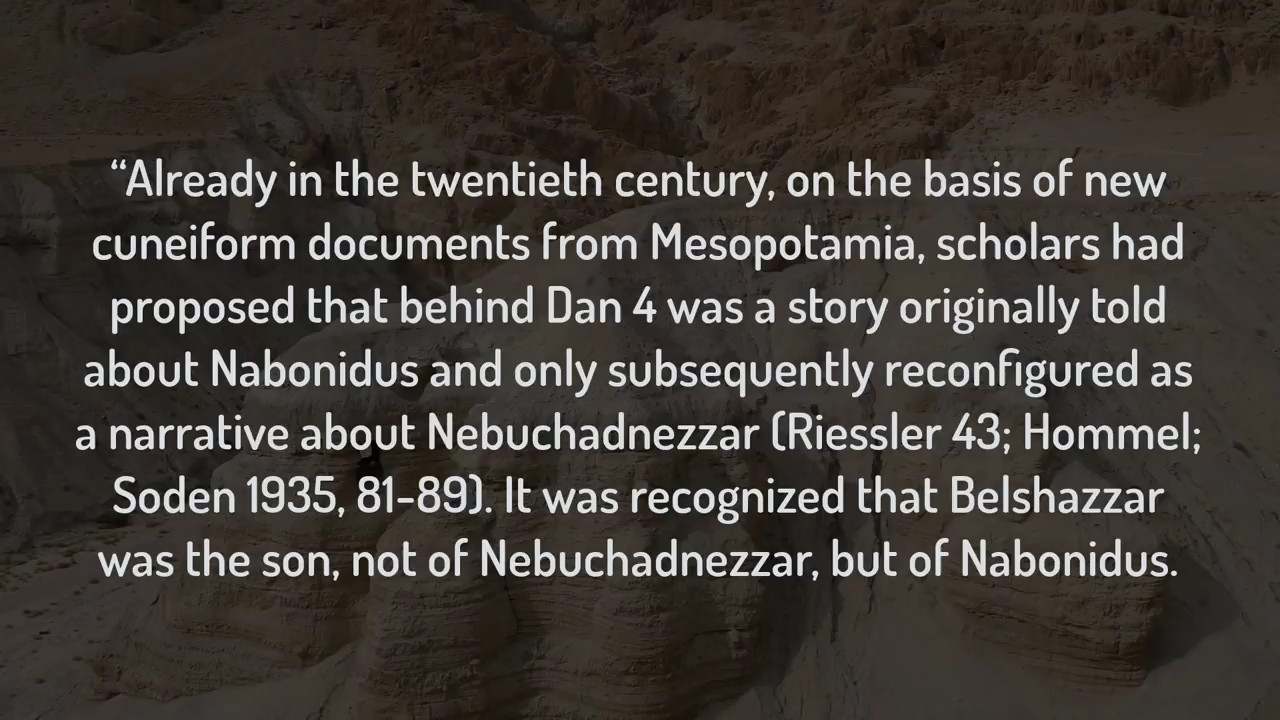 “Already in the twentieth century, on the basis of new
cuneiform documents from Mesopotamia, scholars had
proposed that behind Dan 4 was a story originally told
about Nabonidus and only subsequently reconfigured as
a narrative about Nebuchadnezzar (Riessler 43; Hommel;
Soden 1935, 81-89). It was recognized that Belshazzar
was the son, not of Nebuchadnezzar, but of Nabonidus.